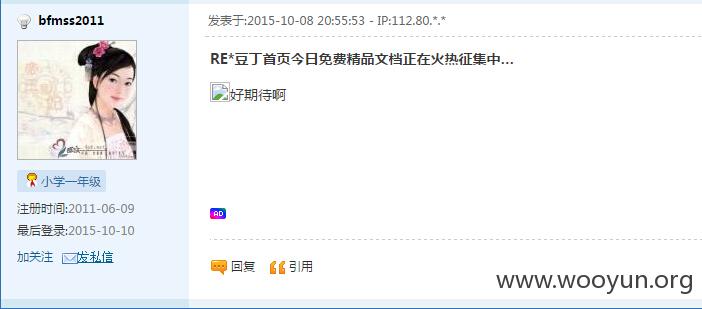 bfmss2011
发表于:2015-10-08 20:55:53 - IP:112.80.*.*
RE*豆丁首页今日免费精品文档正在火热征集中...
好期待啊
小学一年级
注册时间:2011-06-09
最后登录:2015-10-10
加关注 发私信
AD
回复 引用
www.wooyun.org